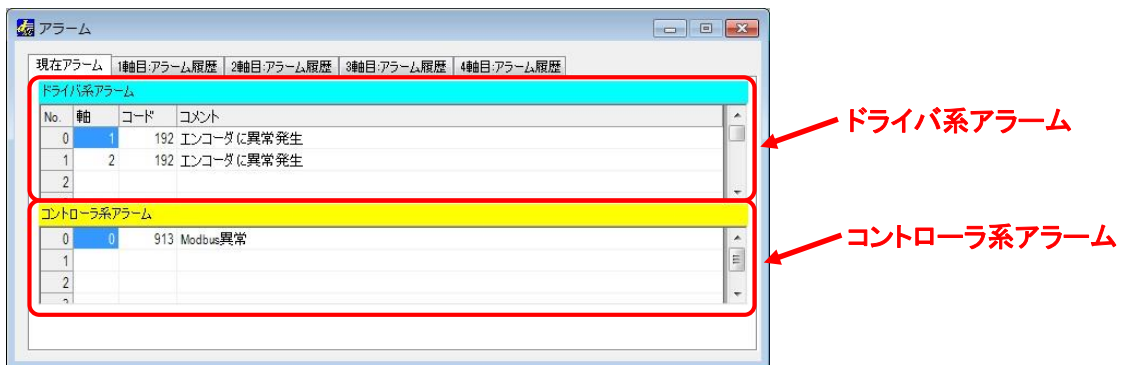 アラーム
現在アラーム 1軸目:アラーム履歴 2軸目:アラーム履歴 3軸目:アラーム履歴 4軸目:アラーム履歴
ドライバ系アラーム
No. 軸 コード コメント
0 1 192 エンコーダに異常発生
1 2 192 エンコーダに異常発生
2
コントローラ系アラーム
0 0 913 Modbus異常
1
2
ドライバ系アラーム
コントローラ系アラーム